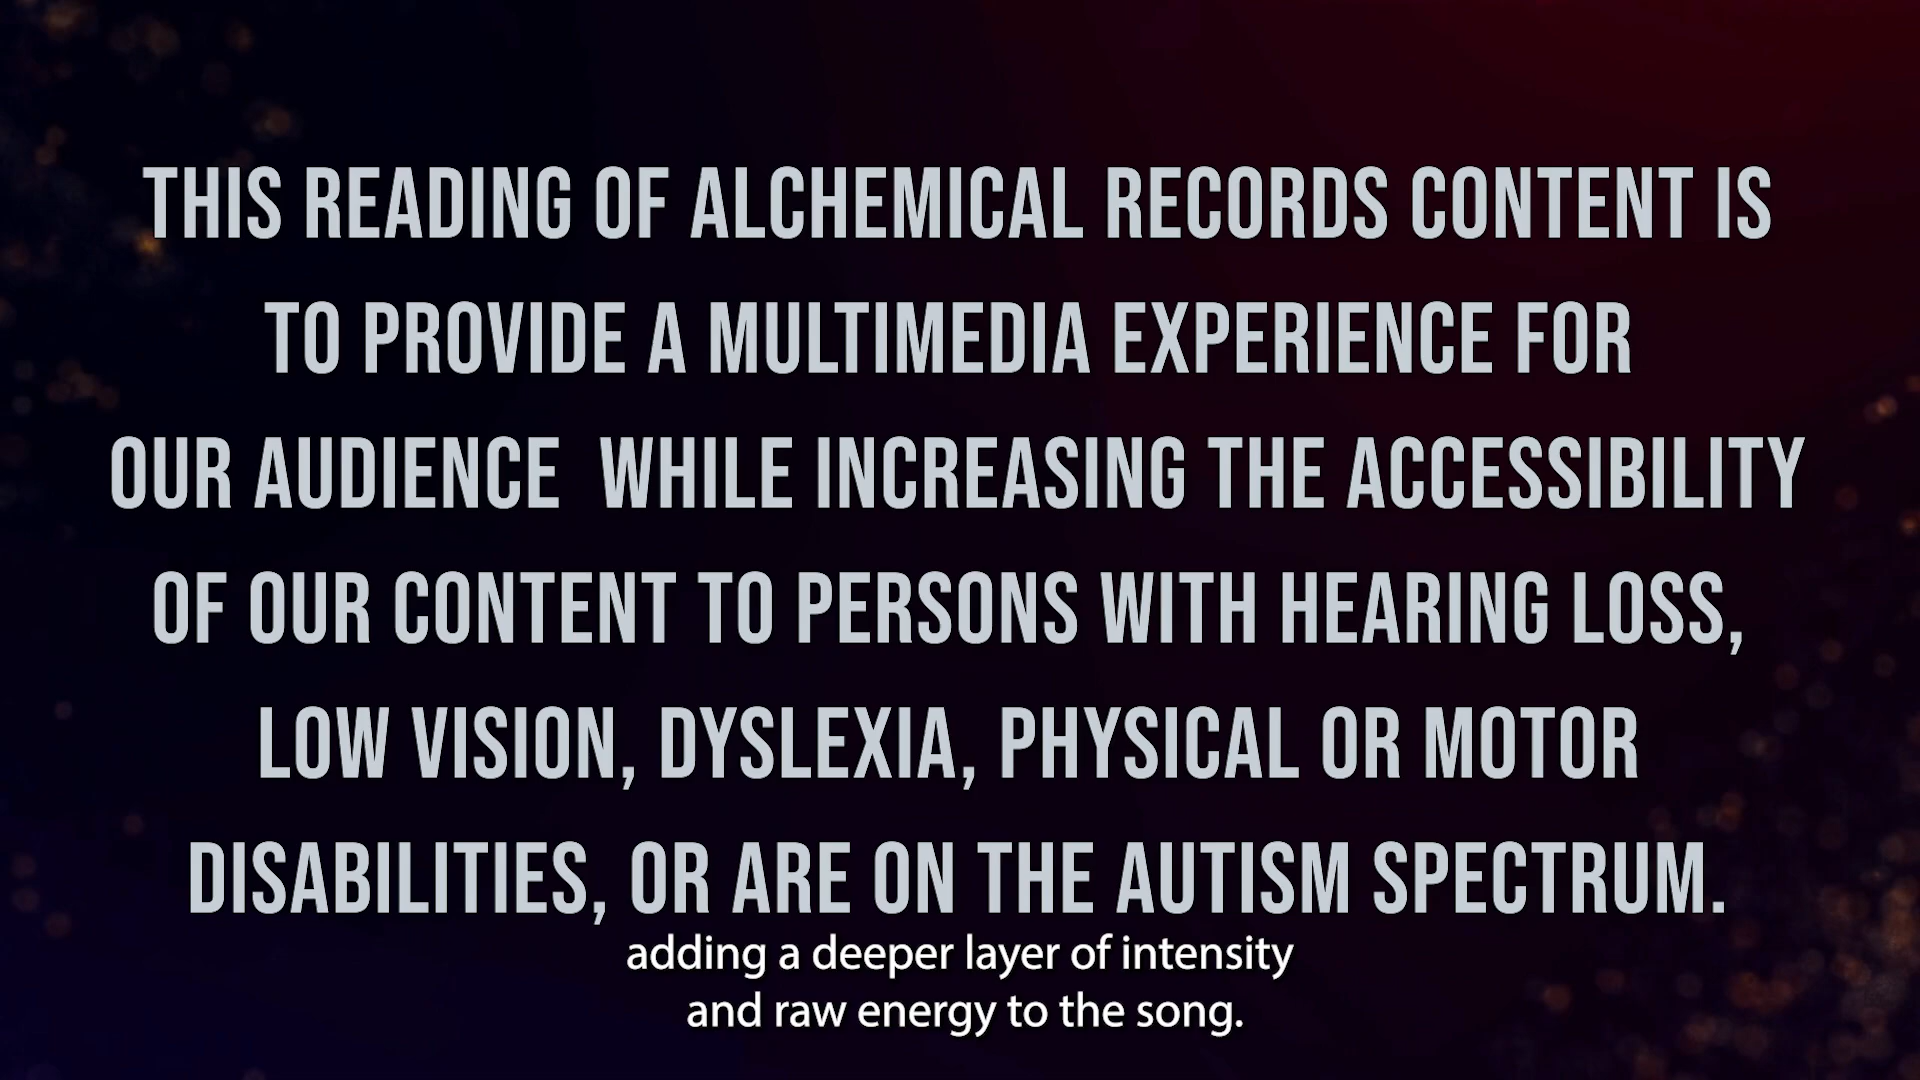 THIS READING OF ALCHEMICAL RECORDS CONTENT IS
TO PROVIDE A MULTIMEDIA EXPERIENCE FOR
OUR AUDIENCE  WHILE INCREASING THE ACCESSIBILITY
OF OUR CONTENT TO PERSONS WITH HEARING LOSS,
LOW VISION, DYSLEXIA, PHYSICAL OR MOTOR
DISABILITIES, OR ARE ON THE AUTISM SPECTRUM.
adding a deeper layer of intensity
and raw energy to the song.